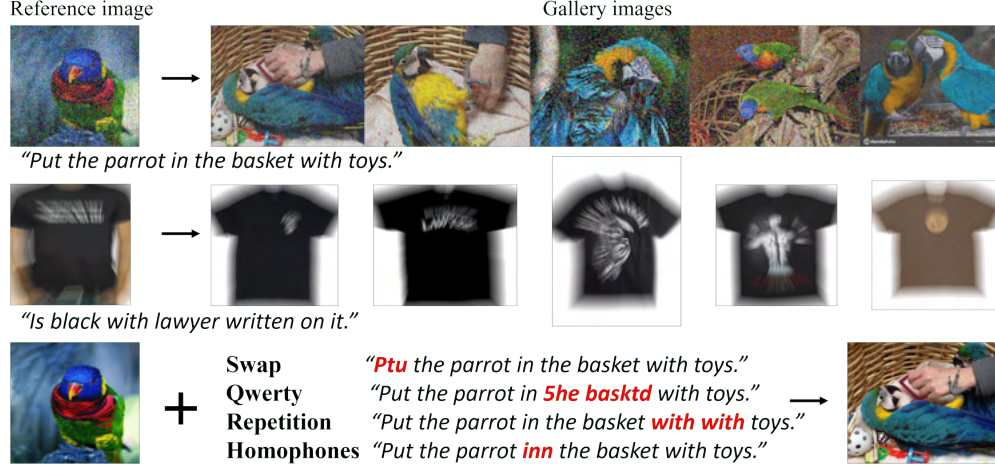 Reference image
Gallery images
“Put the parrot in the basket with toys.”
LAWYER
“Is black with lawyer written on it.”
Swap “Ptu the parrot in the basket with toys.”
Qwerty “Put the parrot in 5he basktd with toys.”
Repetition “Put the parrot in the basket with with toys.”
Homophones “Put the parrot inn the basket with toys.”